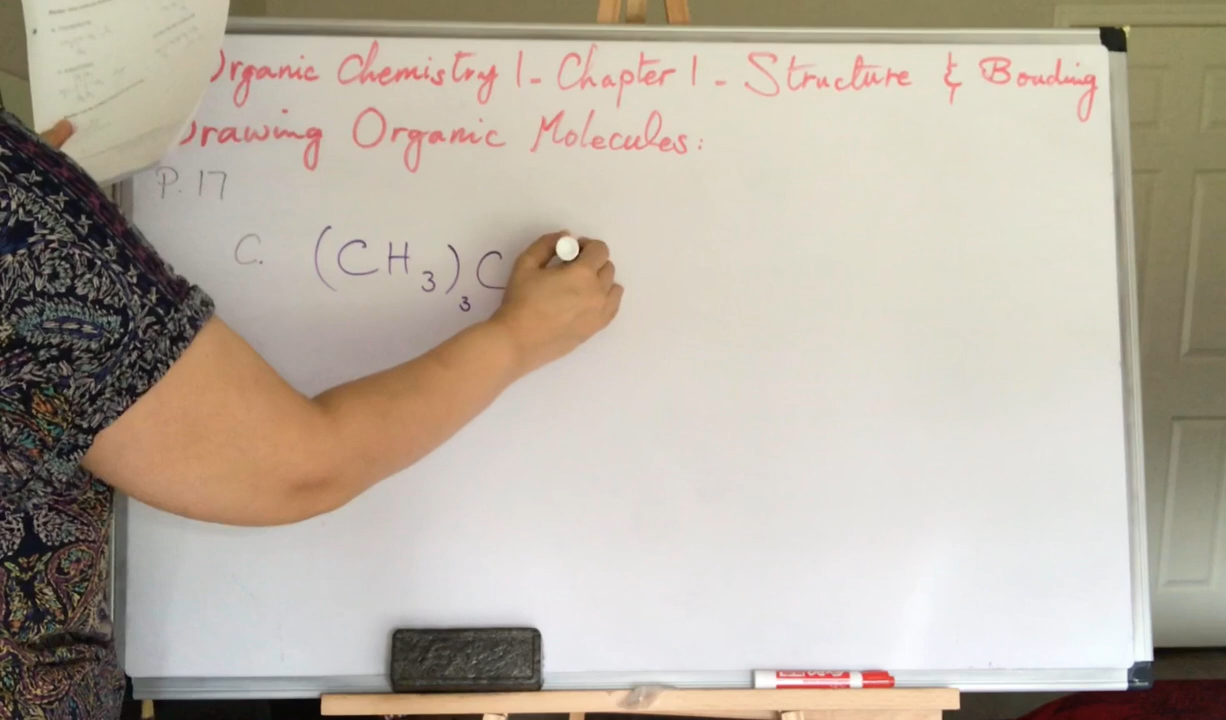 Organic Chemistry 1 - Chapter 1 - Structure & Bonding
Drawing Organic Molecules:
P. 17
C. (CH3)3C